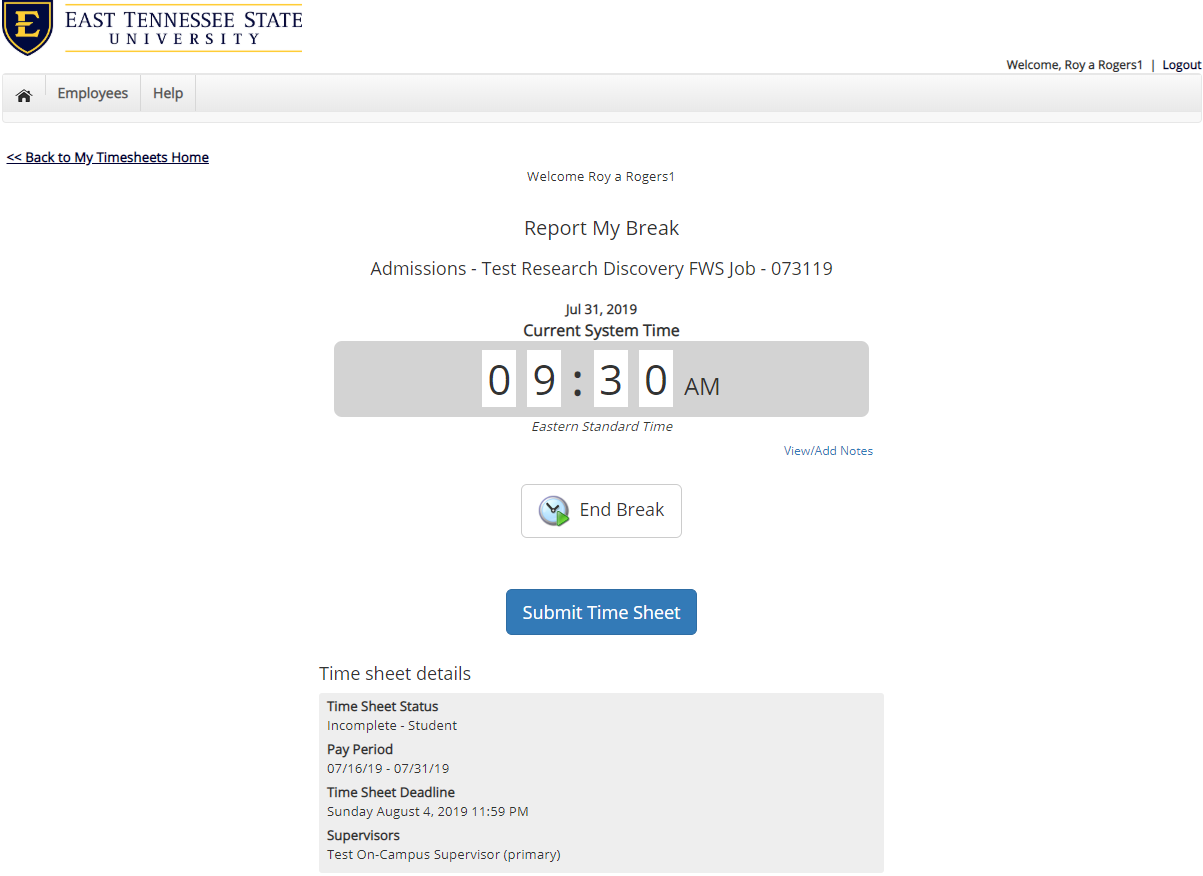 EAST TENNESSEE STATE
UNIVERSITY
Welcome, Roy a Rogers1 | Logout
Employees Help
<< Back to My Timesheets Home
Welcome Roy a Rogers1
Report My Break
Admissions - Test Research Discovery FWS Job - 073119
Jul 31, 2019
Current System Time
09:30 AM
Eastern Standard Time
View/Add Notes
End Break
Submit Time Sheet
Time sheet details
Time Sheet Status
Incomplete - Student
Pay Period
07/16/19 - 07/31/19
Time Sheet Deadline
Sunday August 4, 2019 11:59 PM
Supervisors
Test On-Campus Supervisor (primary)